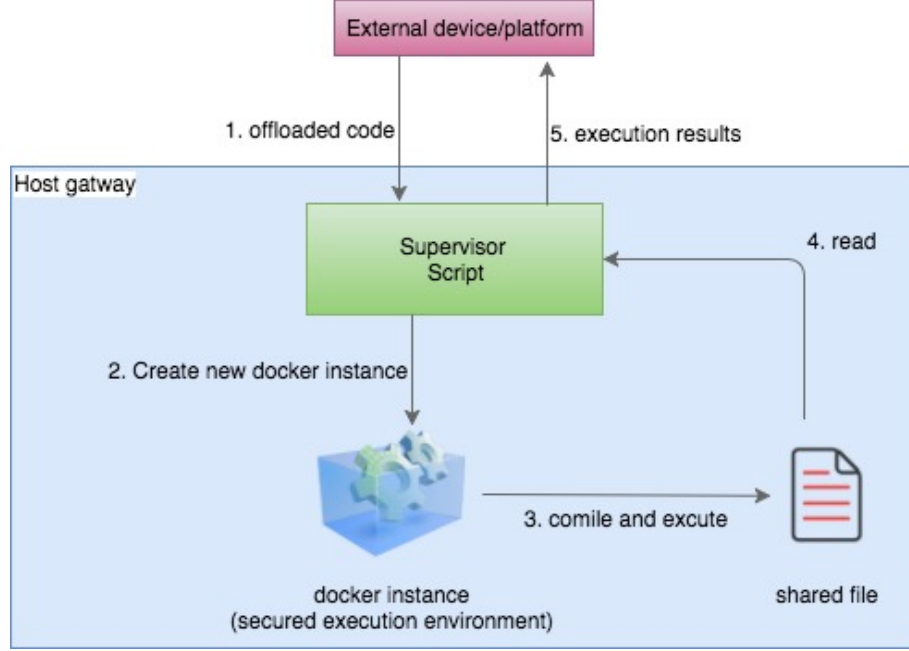 External device/platform
1. offloaded code
5. execution results
Host gatway
Supervisor
Script
4. read
2. Create new docker instance
3. comile and excute
docker instance
(secured execution environment)
shared file